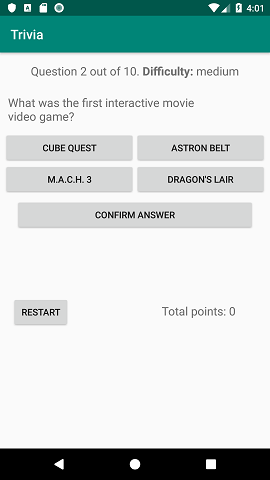 4:01
Trivia
Question 2 out of 10. Difficulty: medium
What was the first interactive movie
video game?
CUBE QUEST
ASTRON BELT
M.A.C.H. 3
DRAGON'S LAIR
CONFIRM ANSWER
RESTART
Total points: 0